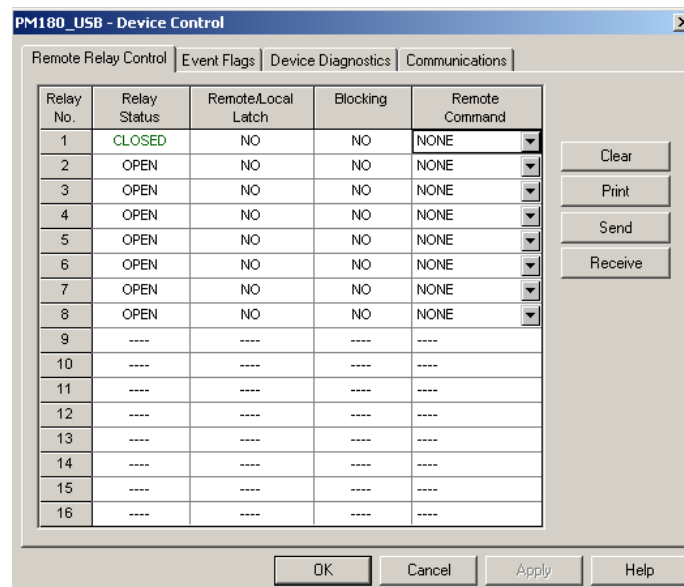 PM180_USB - Device Control
Remote Relay Control Event Flags Device Diagnostics Communications
Relay No. Relay Status Remote/Local Latch Blocking Remote Command
1 CLOSED NO NO NONE
2 OPEN NO NO NONE
3 OPEN NO NO NONE
4 OPEN NO NO NONE
5 OPEN NO NO NONE
6 OPEN NO NO NONE
7 OPEN NO NO NONE
8 OPEN NO NO NONE
9 ---- ---- ---- ----
10 ---- ---- ---- ----
11 ---- ---- ---- ----
12 ---- ---- ---- ----
13 ---- ---- ---- ----
14 ---- ---- ---- ----
15 ---- ---- ---- ----
16 ---- ---- ---- ----
Clear
Print
Send
Receive
OK Cancel Apply Help